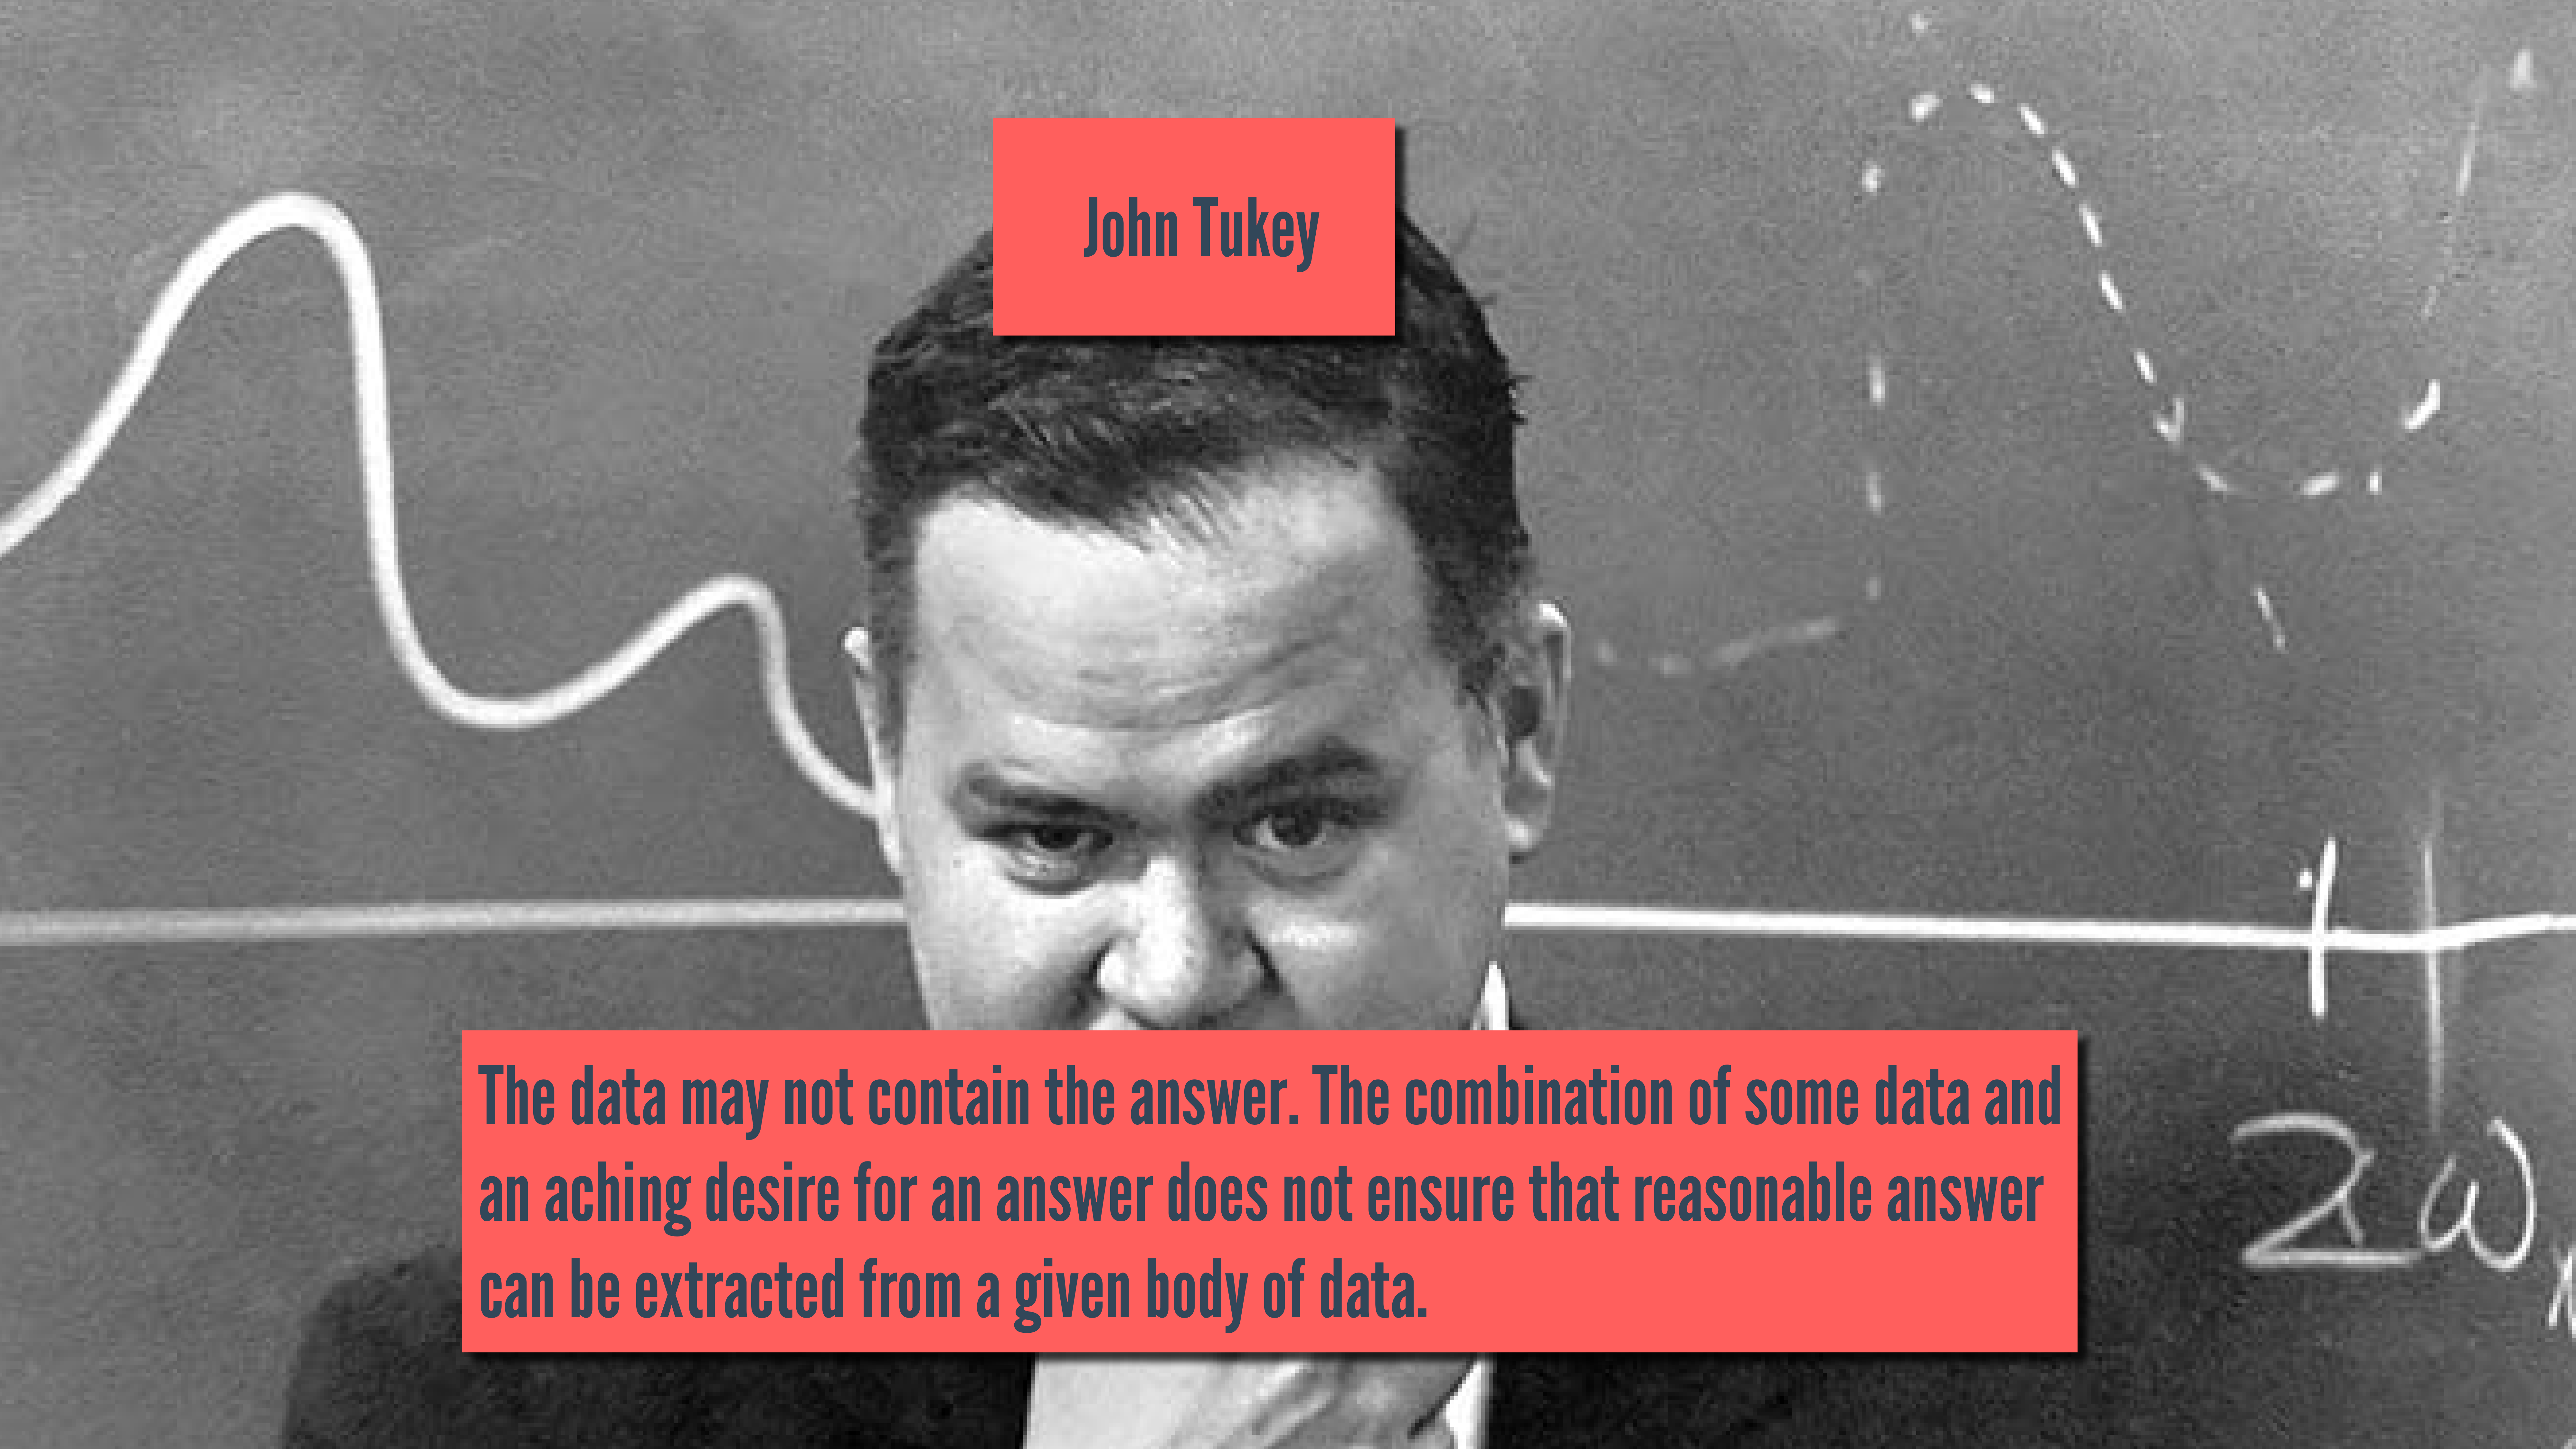 John Tukey
The data may not contain the answer. The combination of some data and
an aching desire for an answer does not ensure that reasonable answer
can be extracted from a given body of data.
2ω